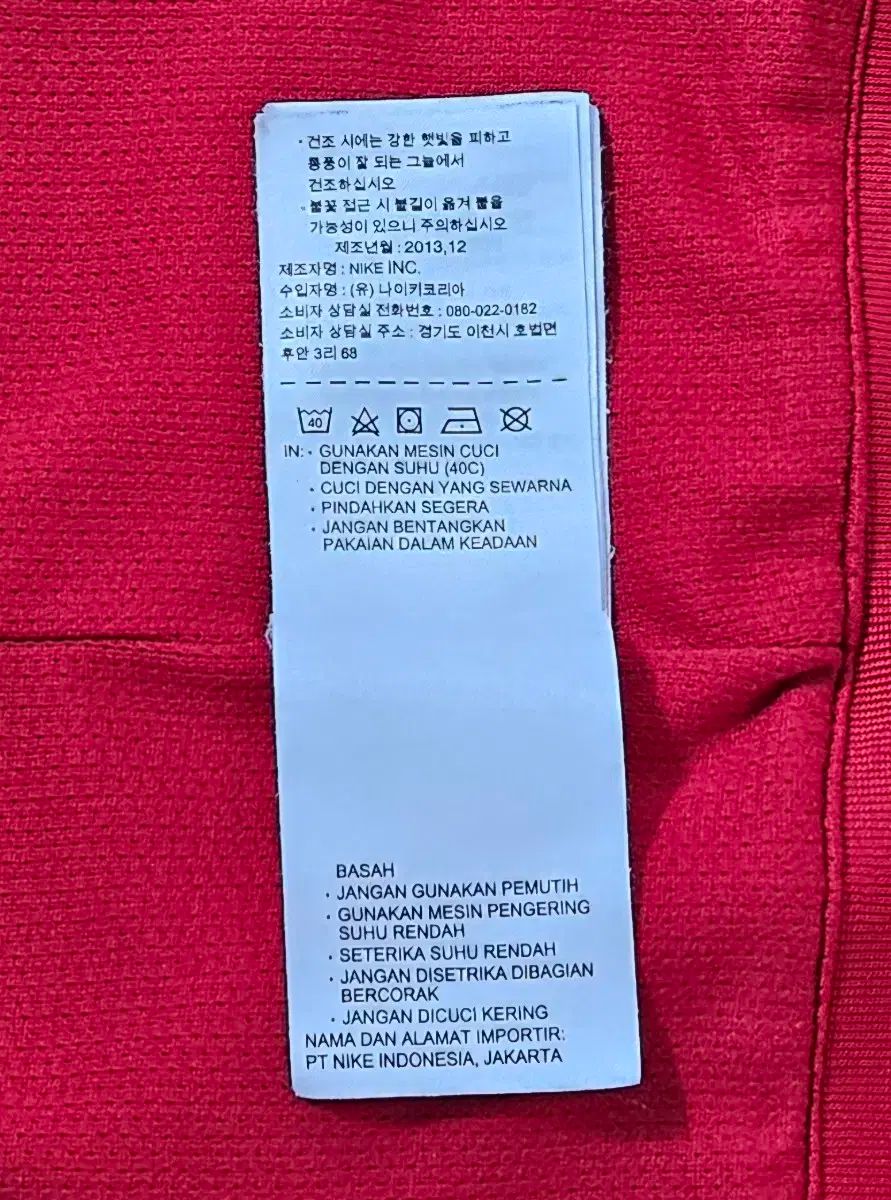 · 건조 시에는 강한 햇빛을 피하고
통풍이 잘 되는 그늘에서
건조하십시오
· 불꽃 접근 시 불길이 옮겨 붙을
가능성이 있으니 주의하십시오
제조년월 : 2013,12
제조자명 : NIKE INC.
수입자명 : (유) 나이키코리아
소비자 상담실 전화번호 : 080-022-0182
소비자 상담실 주소 : 경기도 이천시 호법면
후안 3리 68
40
IN: · GUNAKAN MESIN CUCI
DENGAN SUHU (40C)
· CUCI DENGAN YANG SEWARNA
· PINDAHKAN SEGERA
· JANGAN BENTANGKAN
PAKAIAN DALAM KEADAAN
BASAH
· JANGAN GUNAKAN PEMUTIH
· GUNAKAN MESIN PENGERING
SUHU RENDAH
· SETERIKA SUHU RENDAH
· JANGAN DISETRIKA DIBAGIAN
BERCORAK
· JANGAN DICUCI KERING
NAMA DAN ALAMAT IMPORTIR:
PT NIKE INDONESIA, JAKARTA